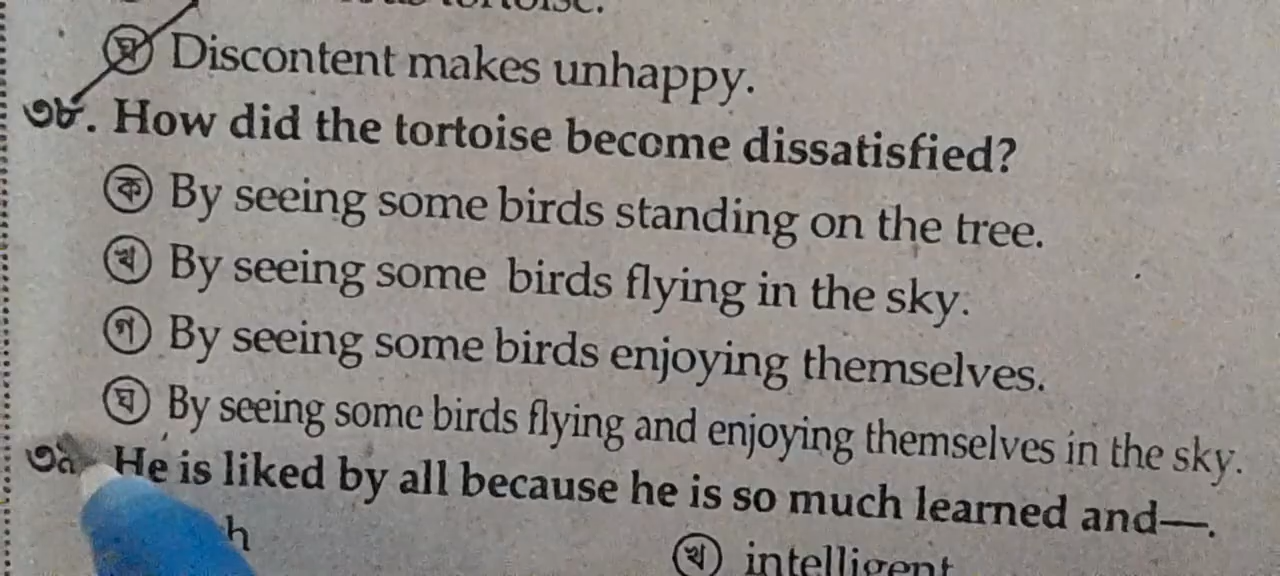 ঘ Discontent makes unhappy.
৩৮. How did the tortoise become dissatisfied?
ক By seeing some birds standing on the tree.
খ By seeing some birds flying in the sky.
গ By seeing some birds enjoying themselves.
ঘ By seeing some birds flying and enjoying themselves in the sky.
৩৯ He is liked by all because he is so much learned and—.
খ intelligent